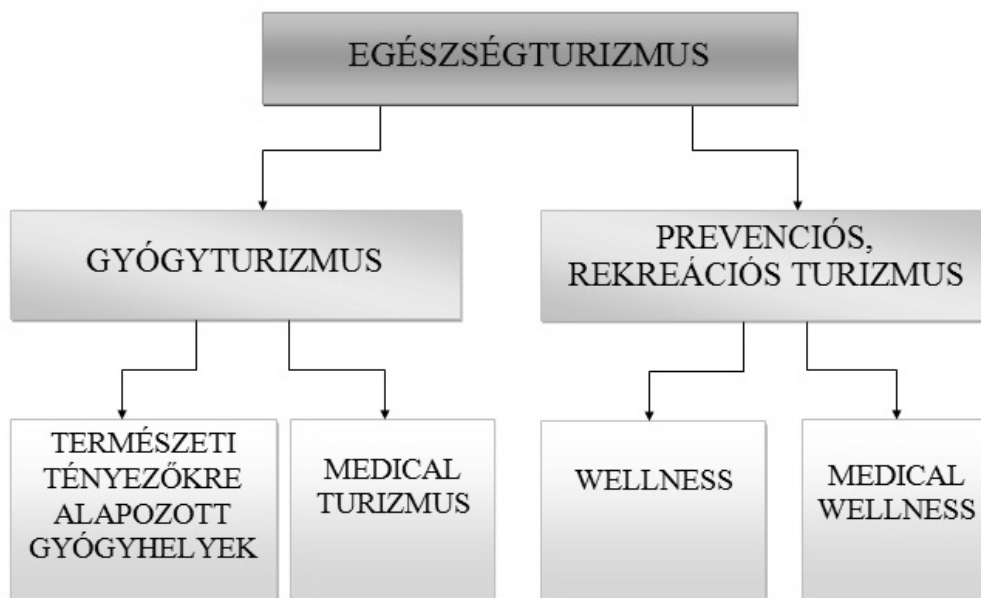 EGÉSZSÉGTURIZMUS
GYÓGYTURIZMUS
PREVENCIÓS,
REKREÁCIÓS TURIZMUS
TERMÉSZETI
TÉNYEZŐKRE
ALAPOZOTT
GYÓGYHELYEK
MEDICAL
TURIZMUS
WELLNESS
MEDICAL
WELLNESS